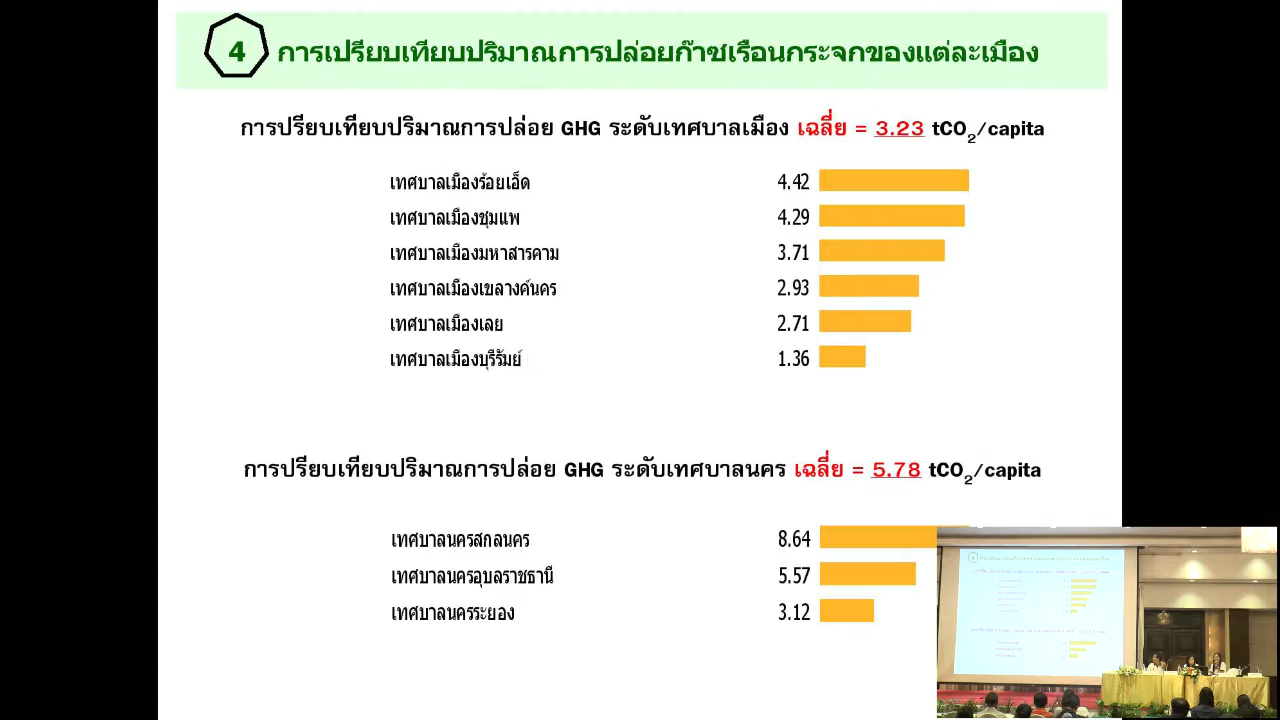 4 การเปรียบเทียบปริมาณการปล่อยก๊าซเรือนกระจกของแต่ละเมือง
การปรียบเทียบปริมาณการปล่อย GHG ระดับเทศบาลเมือง เฉลี่ย = 3.23 tCO2/capita
เทศบาลเมืองร้อยเอ็ด 4.42
เทศบาลเมืองชุมแพ 4.29
เทศบาลเมืองมหาสารคาม 3.71
เทศบาลเมืองเขลางค์นคร 2.93
เทศบาลเมืองเลย 2.71
เทศบาลเมืองบุรีรัมย์ 1.36
การปรียบเทียบปริมาณการปล่อย GHG ระดับเทศบาลนคร เฉลี่ย = 5.78 tCO2/capita
เทศบาลนครสกลนคร 8.64
เทศบาลนครอุบลราชธานี 5.57
เทศบาลนครระยอง 3.12